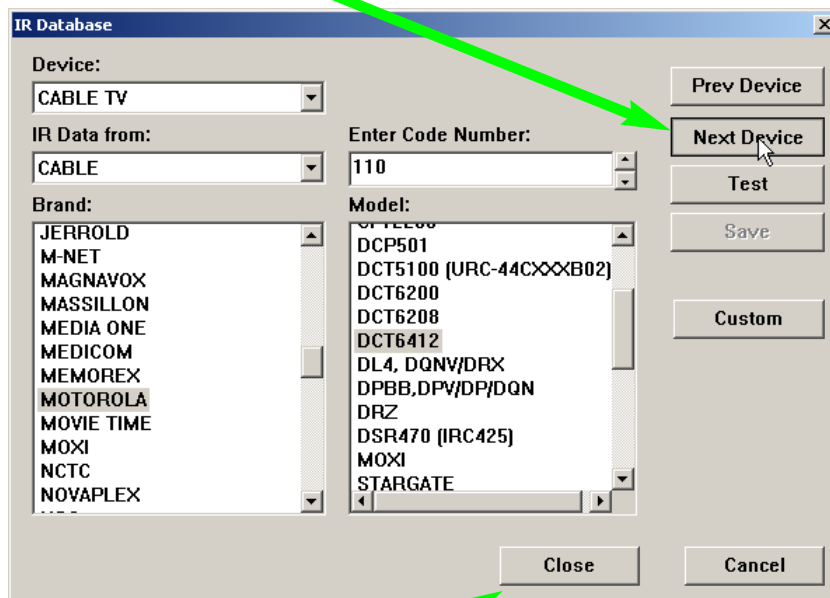 IR Database
Device:
CABLE TV
IR Data from:
CABLE
Enter Code Number:
110
Brand:
JERROLD
M-NET
MAGNAVOX
MASSILLON
MEDIA ONE
MEDICOM
MEMOREX
MOTOROLA
MOVIE TIME
MOXI
NCTC
NOVAPLEX
Model:
DCP501
DCT5100 (URC-44CXXXB02)
DCT6200
DCT6208
DCT6412
DL4, DQNV/DRX
DPBB,DPV/DP/DQN
DRZ
DSR470 (IRC425)
MOXI
STARGATE
Prev Device
Next Device
Test
Save
Custom
Close
Cancel